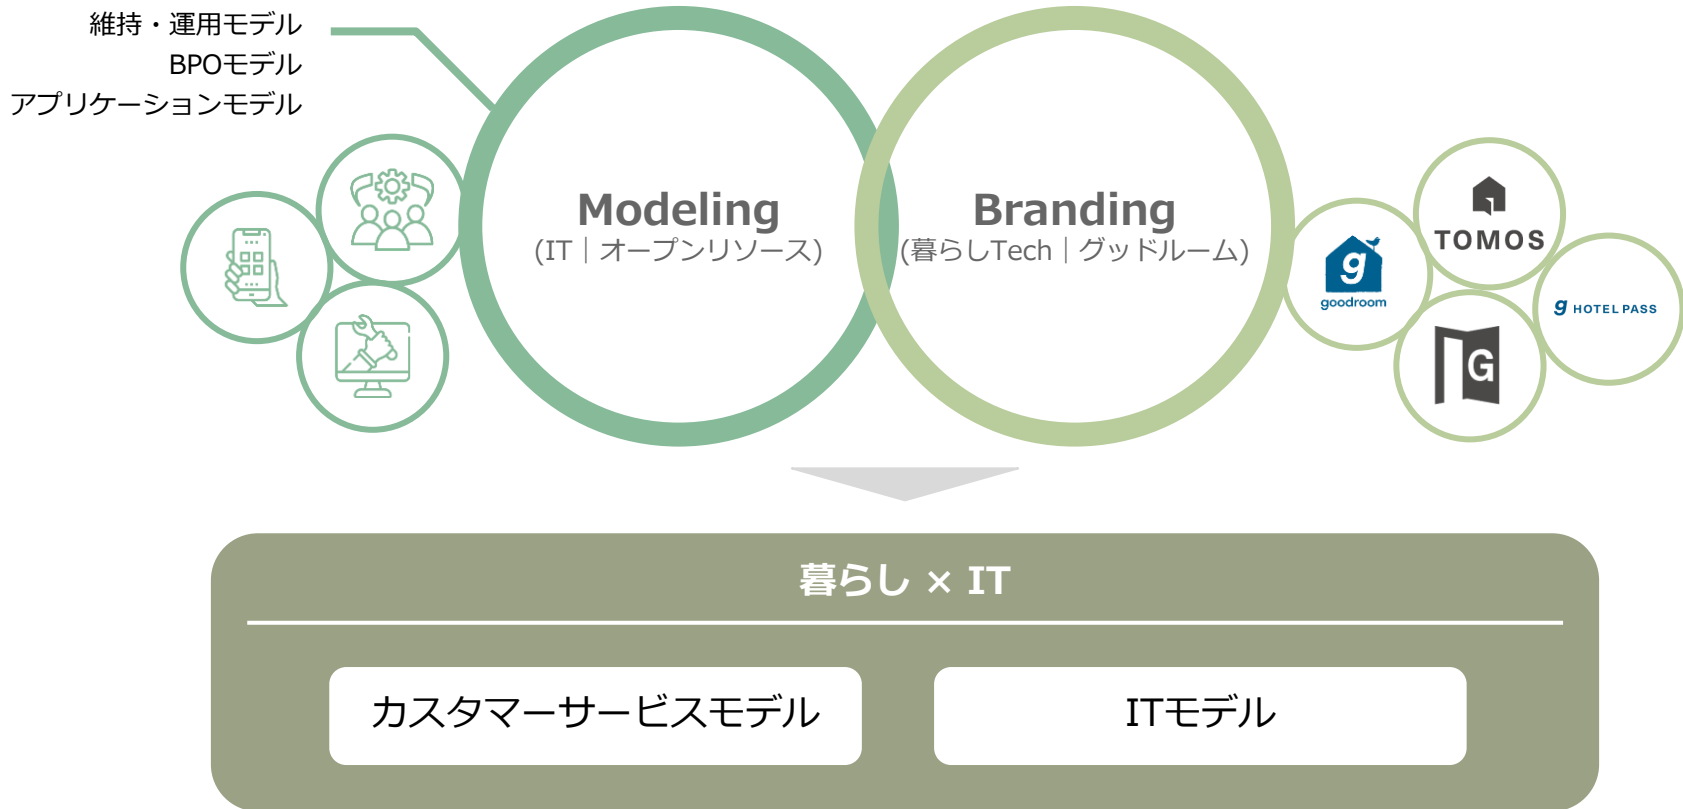 維持・運用モデル
BPOモデル
アプリケーションモデル
Modeling
(IT｜オープンリソース)
Branding
(暮らしTech｜グッドルーム)
g
goodroom
TOMOS
G
g HOTEL PASS
暮らし × IT
カスタマーサービスモデル
ITモデル